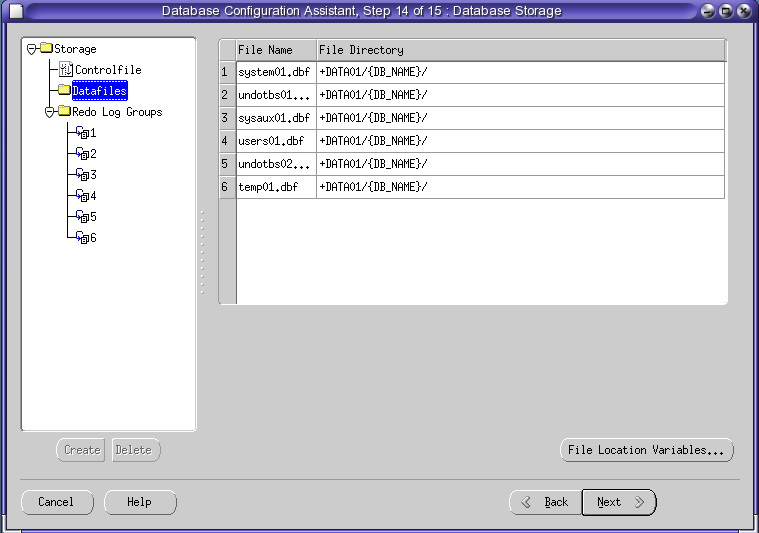 Database Configuration Assistant, Step 14 of 15 : Database Storage
Storage
Controlfile
Datafiles
Redo Log Groups
1
2
3
4
5
6
File Name File Directory
1 system01.dbf +DATA01/{DB_NAME}/
2 undotbs01... +DATA01/{DB_NAME}/
3 sysaux01.dbf +DATA01/{DB_NAME}/
4 users01.dbf +DATA01/{DB_NAME}/
5 undotbs02... +DATA01/{DB_NAME}/
6 temp01.dbf +DATA01/{DB_NAME}/
Create Delete
File Location Variables...
Cancel Help Back Next